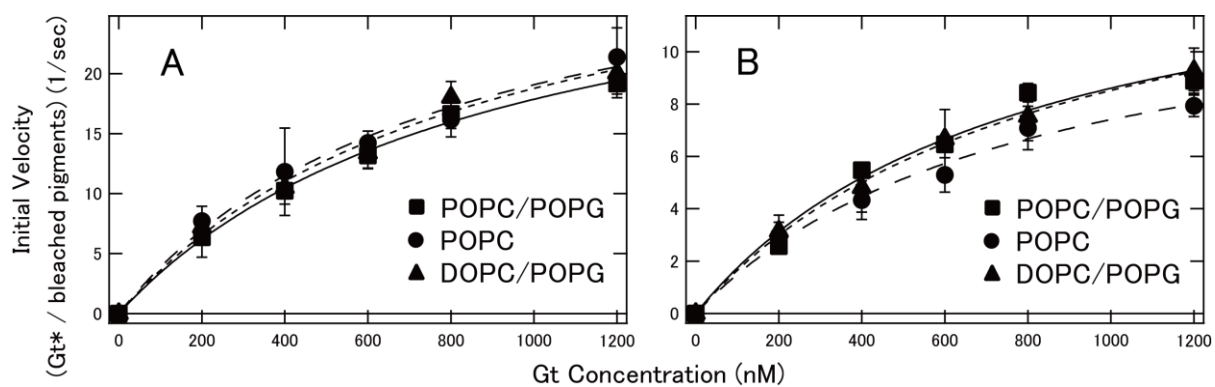 Initial Velocity
(Gt* / bleached pigments) (1/sec)
A
20
15
10
5
0
POPC/POPG
POPC
DOPC/POPG
0 200 400 600 800 1000 1200
B
10
8
6
4
2
0
POPC/POPG
POPC
DOPC/POPG
0 200 400 600 800 1000 1200
Gt Concentration (nM)